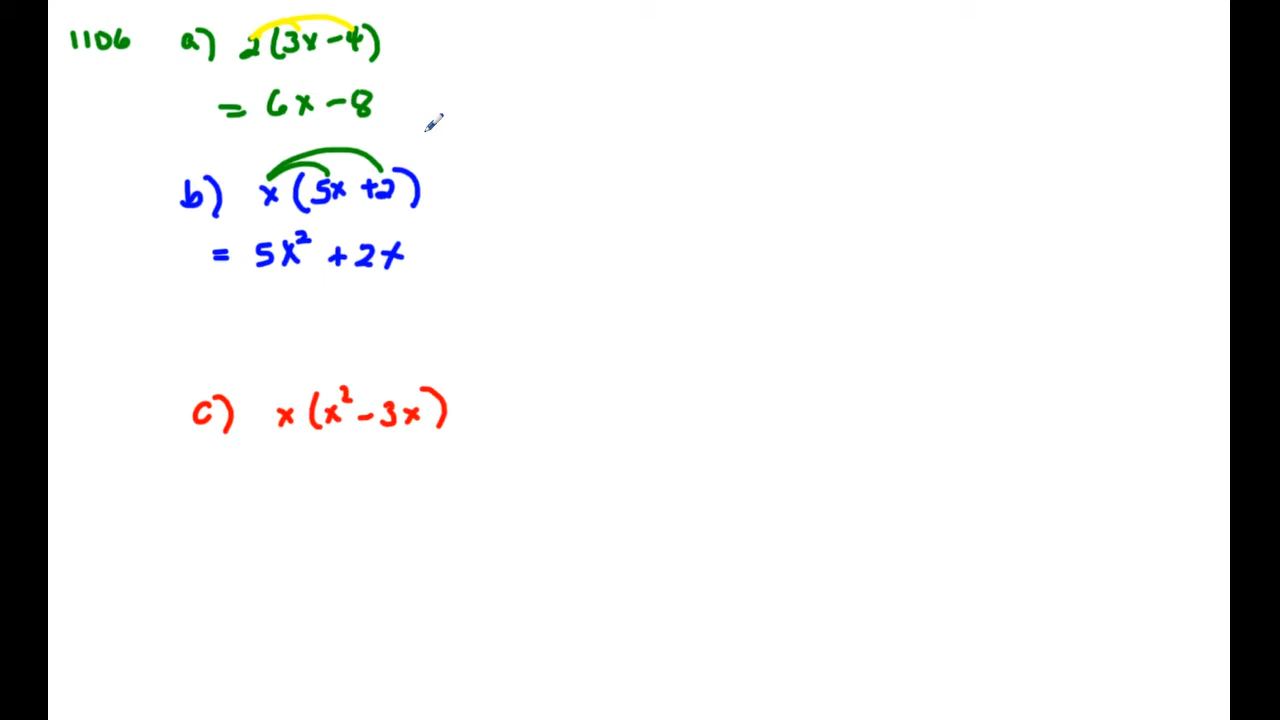 1106 a) 2(3x-4)
= 6x-8
b) x(5x+2)
= 5x² + 2x
c) x(x²-3x)